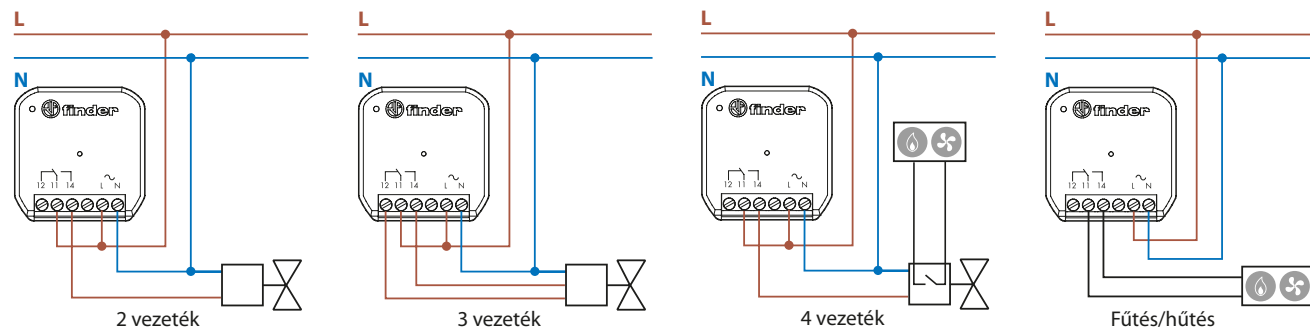 L
N
finder
12 11 14 L N
2 vezeték
L
N
finder
12 11 14 L N
3 vezeték
L
N
finder
12 11 14 L N
4 vezeték
L
N
finder
12 11 14 L N
Fűtés/hűtés